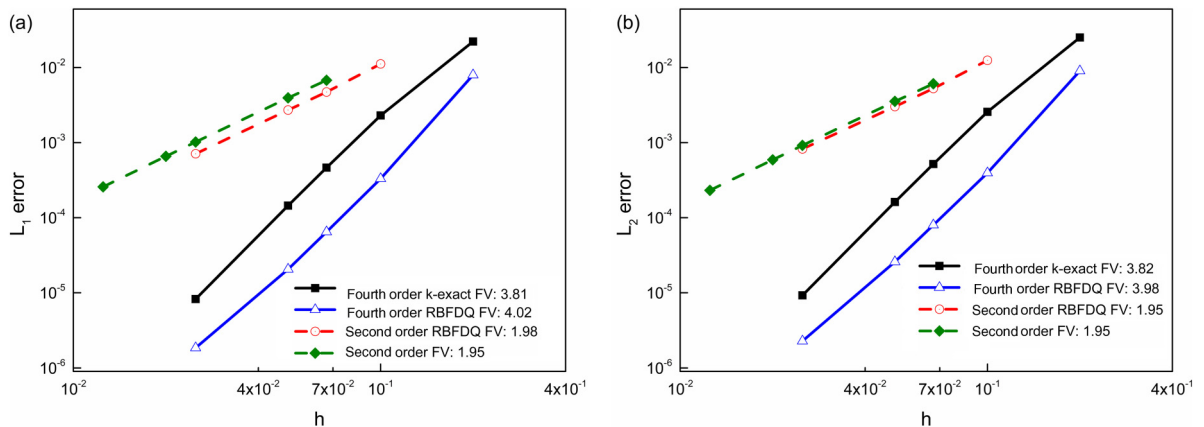 (a)
L₁ error
10⁻²
10⁻³
10⁻⁴
10⁻⁵
10⁻⁶
Fourth order k-exact FV: 3.81
Fourth order RBFDQ FV: 4.02
Second order RBFDQ FV: 1.98
Second order FV: 1.95
10⁻²
4x10⁻²
7x10⁻²
10⁻¹
4x10⁻¹
h
(b)
L₂ error
10⁻²
10⁻³
10⁻⁴
10⁻⁵
10⁻⁶
Fourth order k-exact FV: 3.82
Fourth order RBFDQ FV: 3.98
Second order RBFDQ FV: 1.95
Second order FV: 1.95
10⁻²
4x10⁻²
7x10⁻²
10⁻¹
4x10⁻¹
h